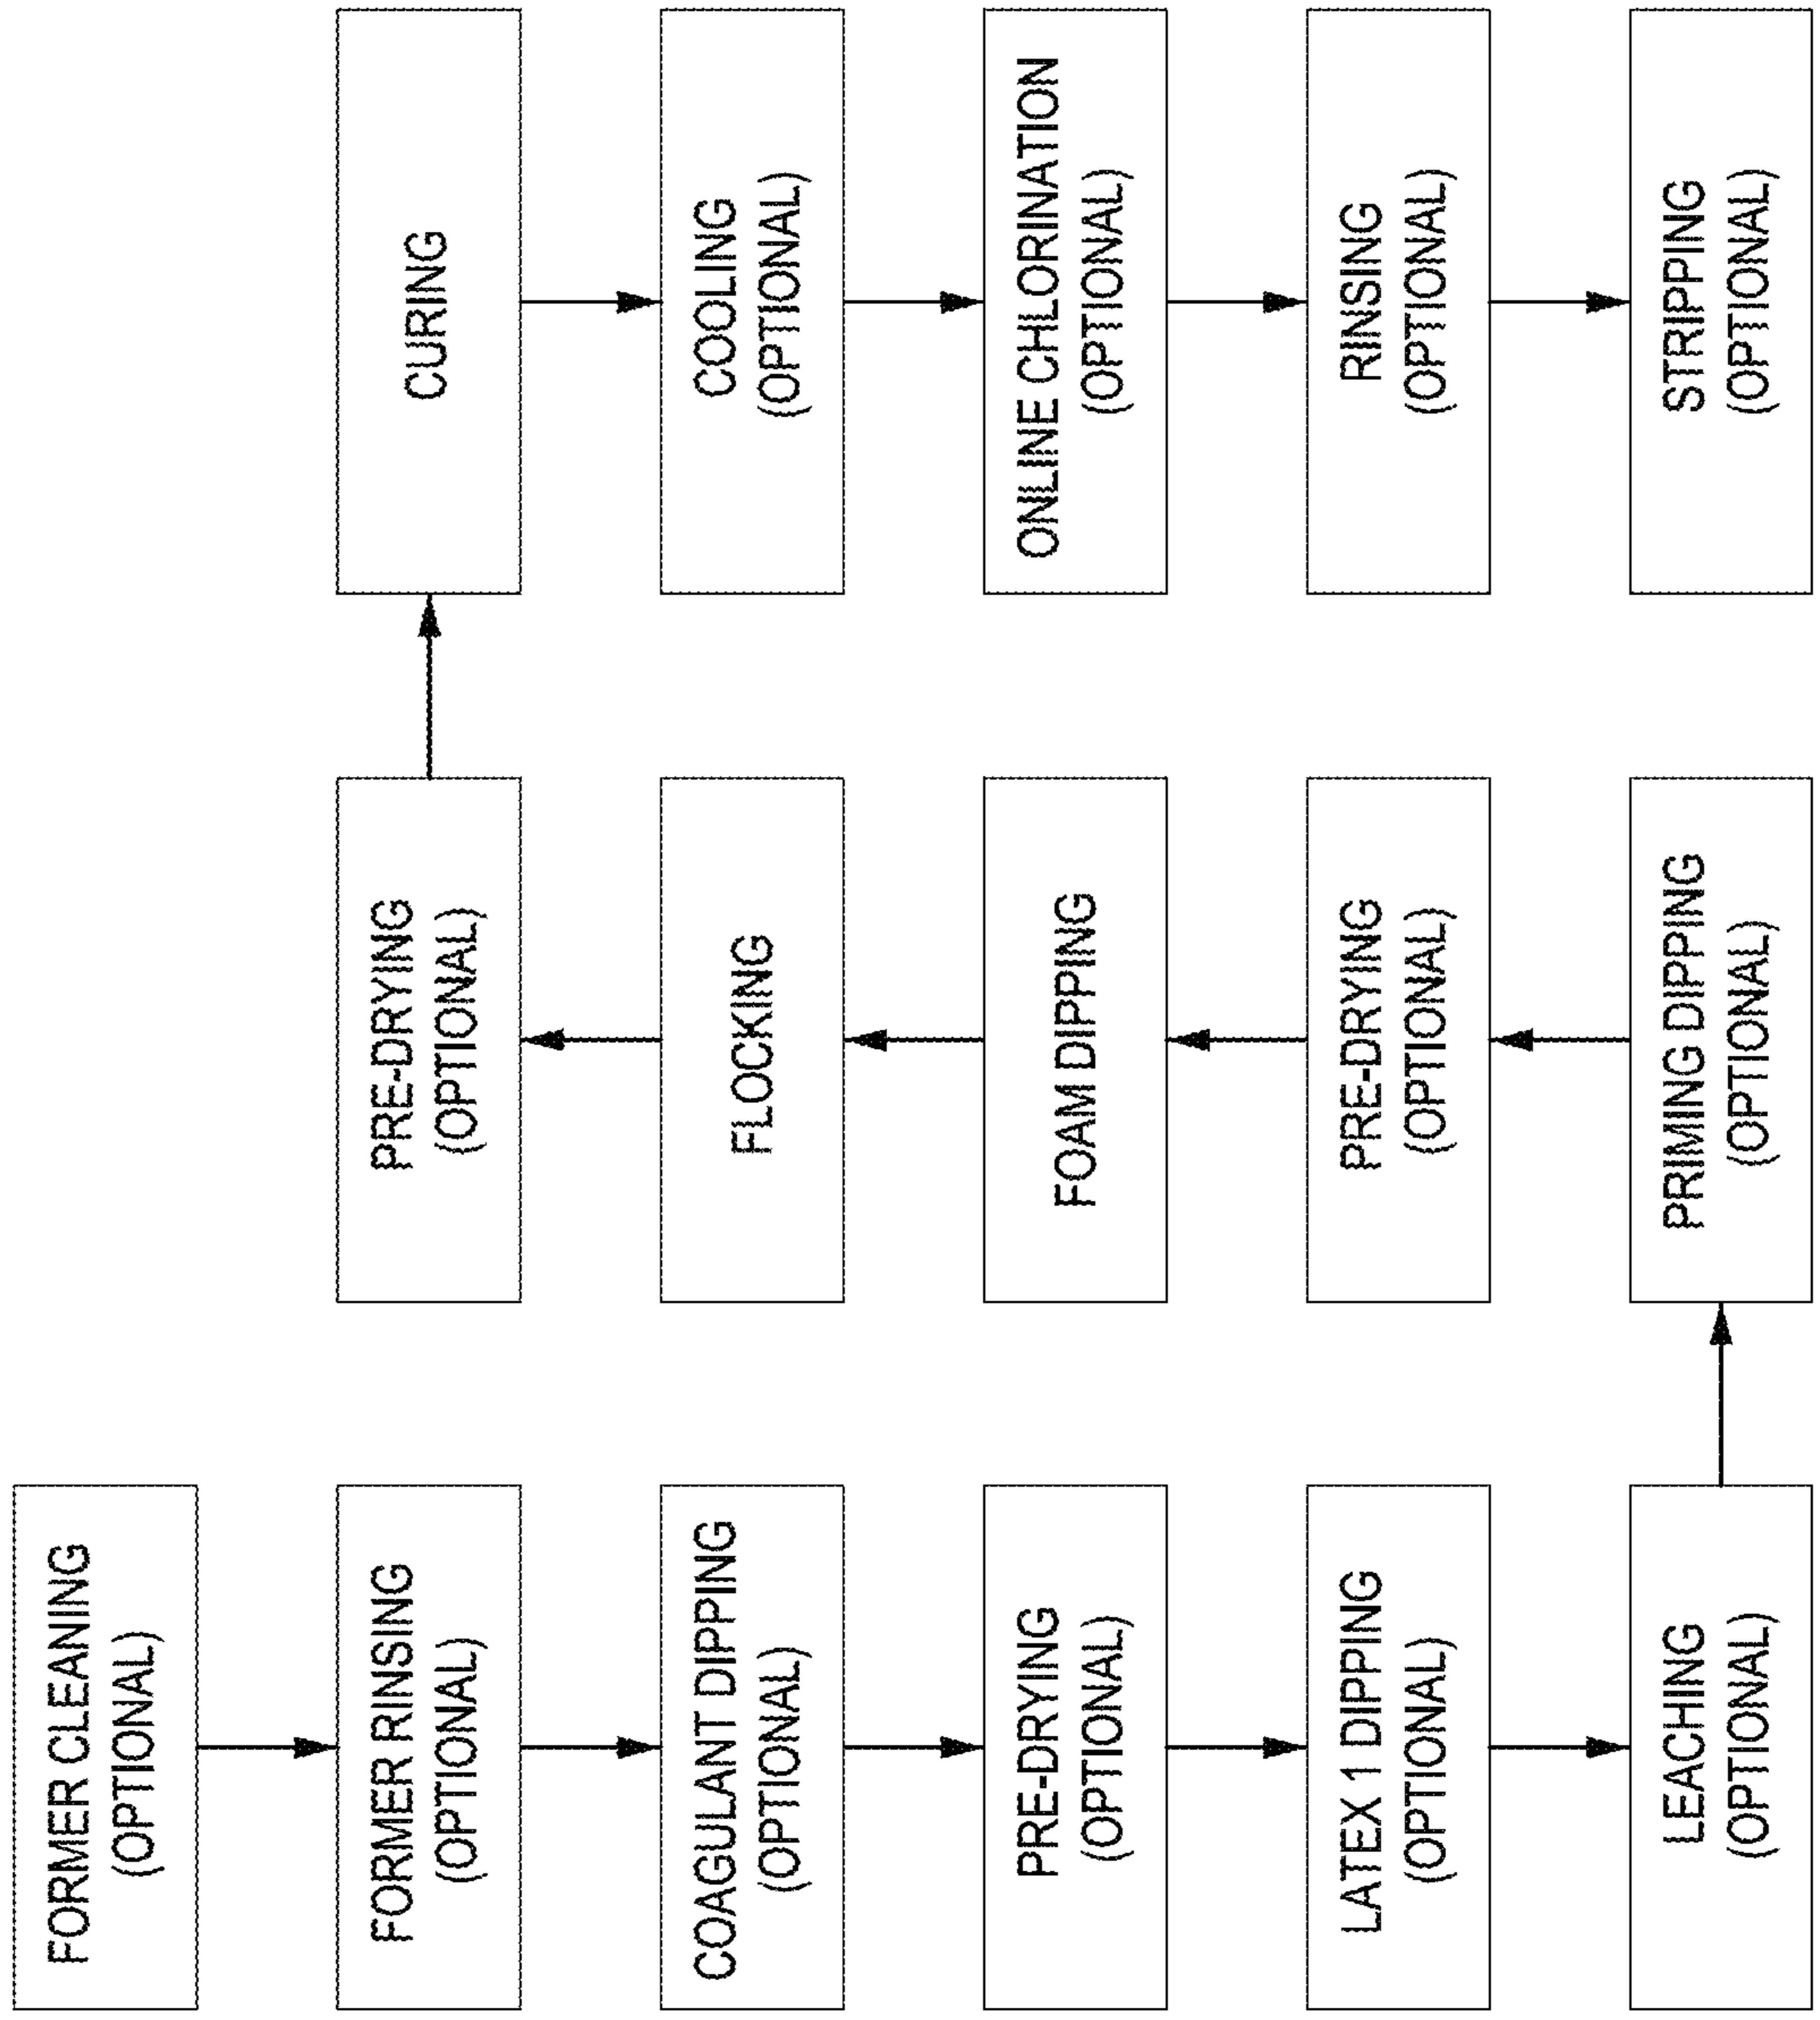 FORMER CLEANING
(OPTIONAL)
FORMER RINSING
(OPTIONAL)
COAGULANT DIPPING
(OPTIONAL)
PRE-DRYING
(OPTIONAL)
LATEX 1 DIPPING
(OPTIONAL)
LEACHING
(OPTIONAL)
PRIMING DIPPING
(OPTIONAL)
PRE-DRYING
(OPTIONAL)
FOAM DIPPING
FLOCKING
PRE-DRYING
(OPTIONAL)
CURING
COOLING
(OPTIONAL)
ONLINE CHLORINATION
(OPTIONAL)
RINSING
(OPTIONAL)
STRIPPING
(OPTIONAL)